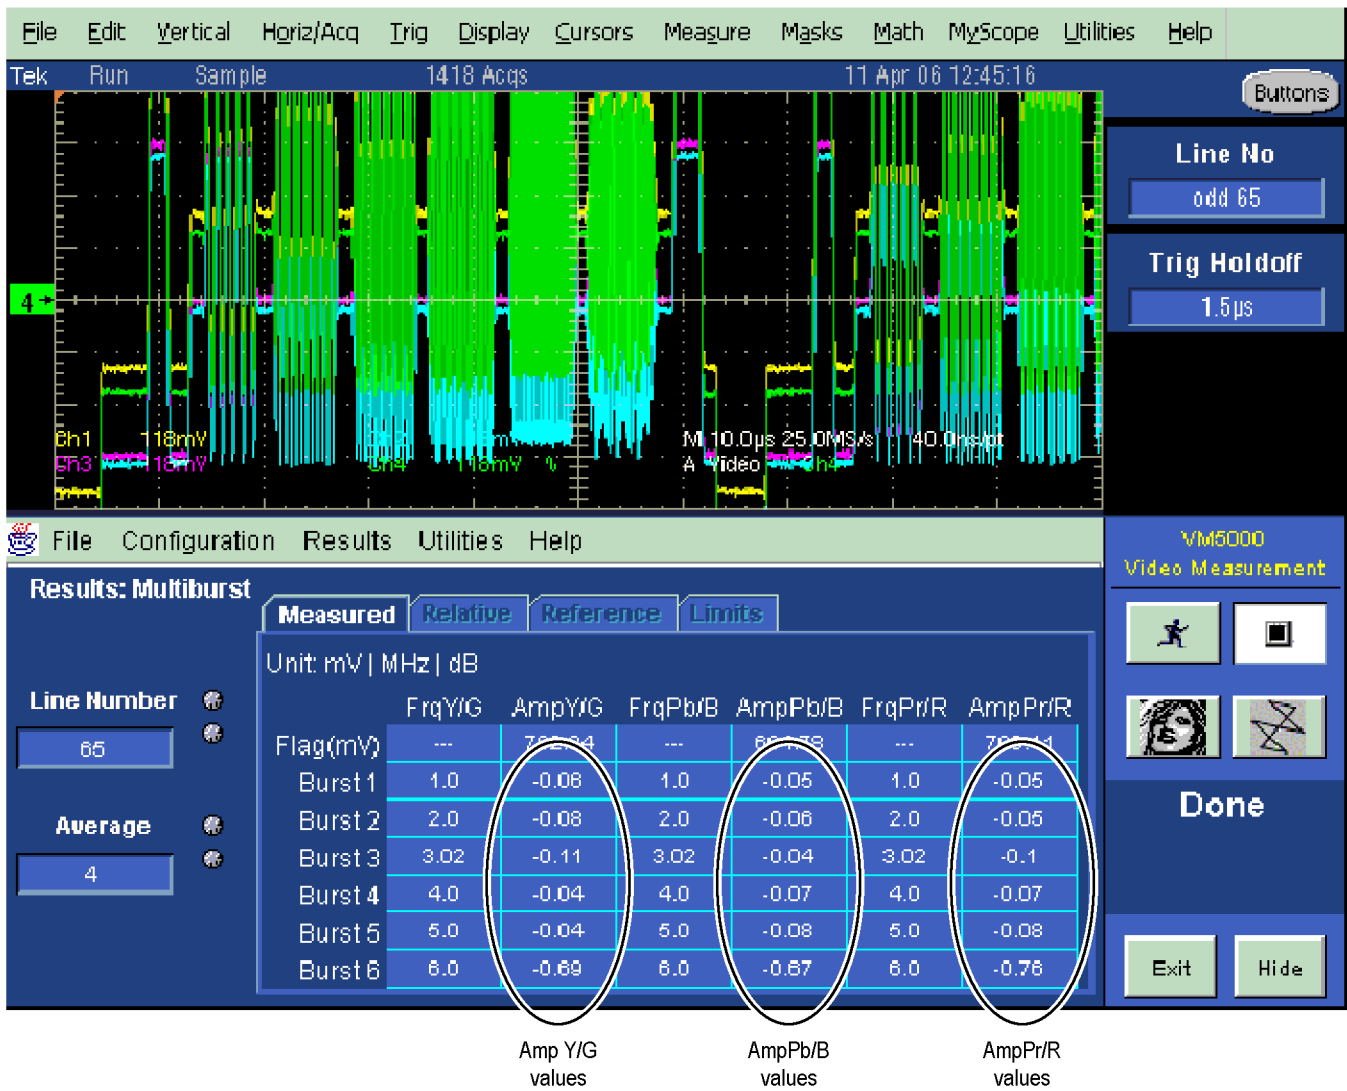 File Edit Vertical Horiz/Acq Trig Display Cursors Measure Masks Math MyScope Utilities Help
Tek Run Sample 1418 Acqs 11 Apr 06 12:45:16
Buttons
Line No
odd 65
Trig Holdoff
1.5µs
4
Ch1 118mV M 10.0µs 25.0MS/s 40.0ns/pt
Ch3 118mV Ch4 118mV A Video Ch4
File Configuration Results Utilities Help
VM5000
Video Measurement
Results: Multiburst
Measured Relative Reference Limits
Unit: mV | MHz | dB
Line Number
65
Average
4
FrqY/G AmpY/G FrqPb/B AmpPb/B FrqPr/R AmpPr/R
Flag(mV) --- --- ---
Burst 1 1.0 -0.06 1.0 -0.05 1.0 -0.05
Burst 2 2.0 -0.08 2.0 -0.06 2.0 -0.05
Burst 3 3.02 -0.11 3.02 -0.04 3.02 -0.1
Burst 4 4.0 -0.04 4.0 -0.07 4.0 -0.07
Burst 5 5.0 -0.04 5.0 -0.08 5.0 -0.08
Burst 6 6.0 -0.69 6.0 -0.67 6.0 -0.76
Done
Exit Hide
Amp Y/G
values
AmpPb/B
values
AmpPr/R
values